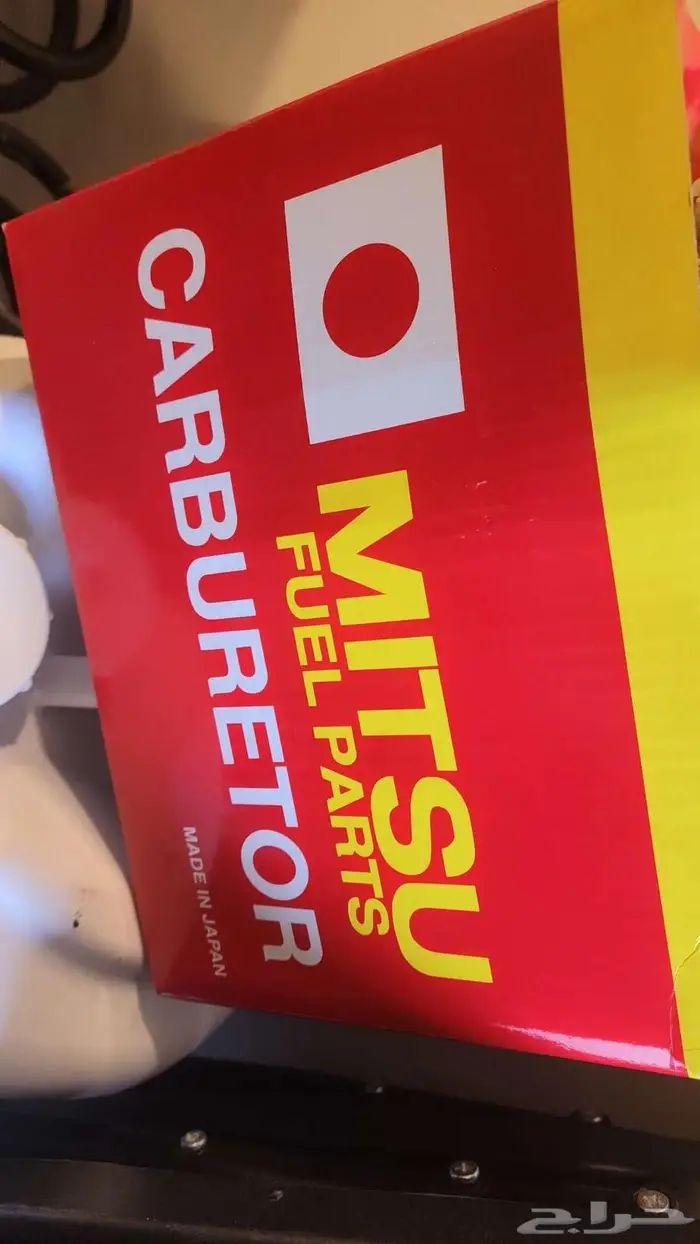 MITSU
FUEL PARTS
CARBURETOR
MADE IN JAPAN
حراج